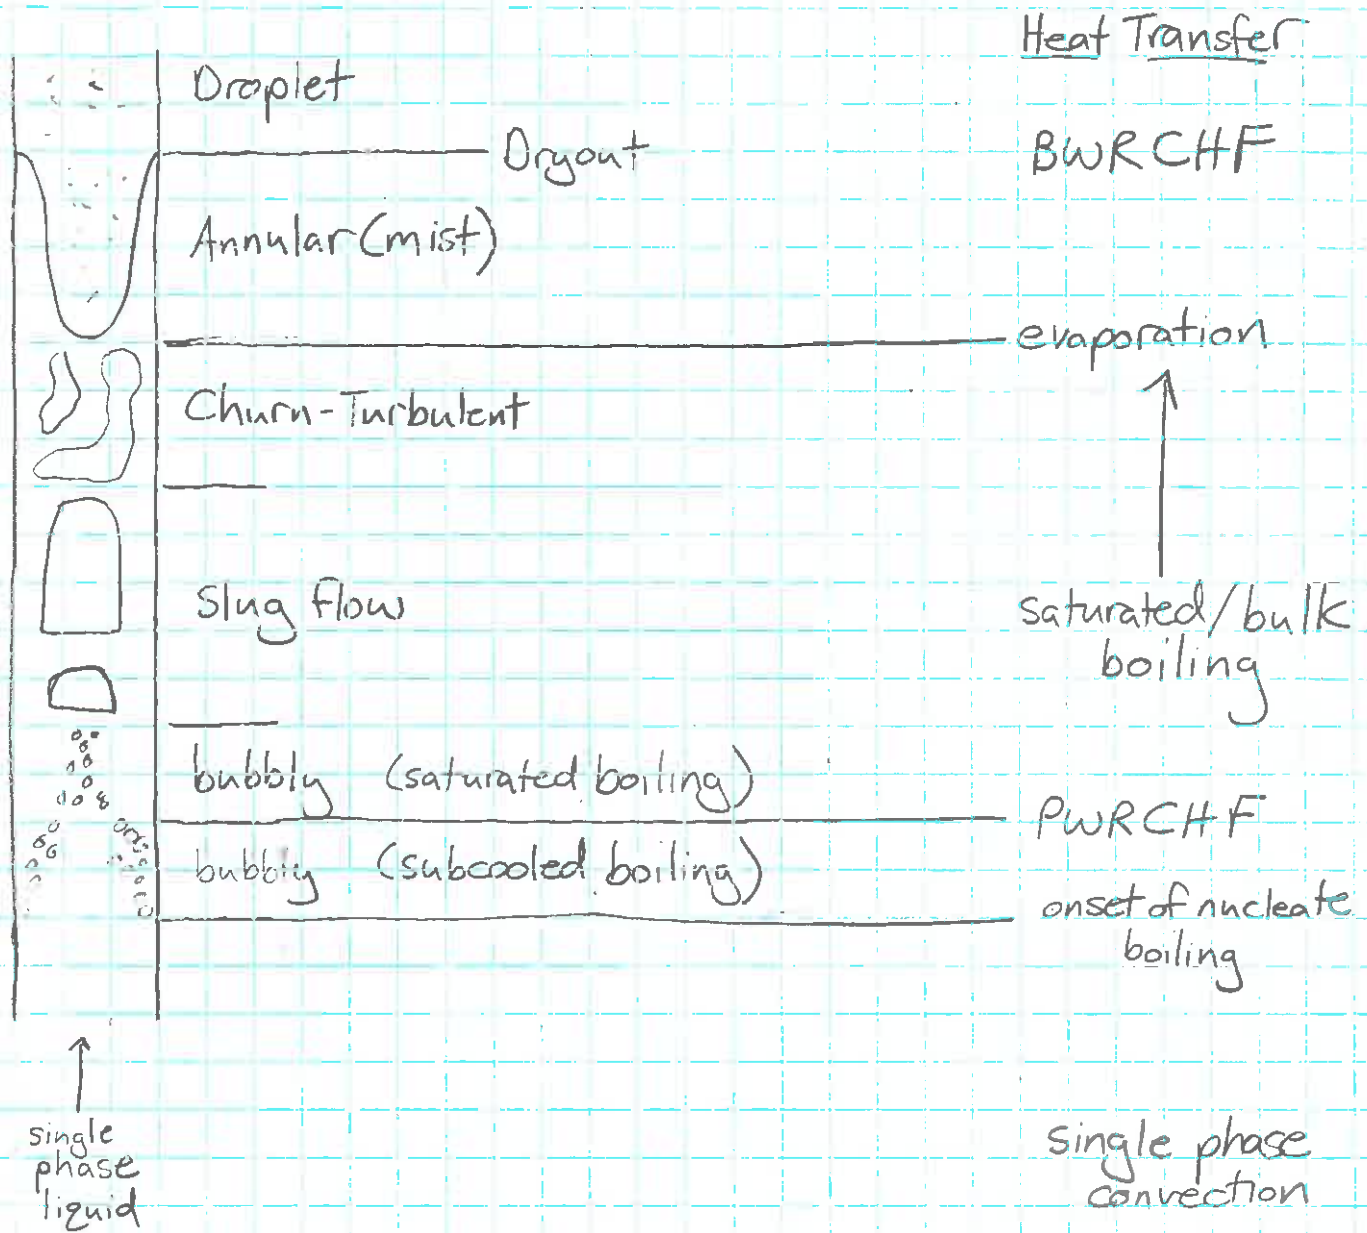 Heat Transfer
Droplet
Dryout
BWR CHF
Annular (mist)
evaporation
Churn-Turbulent
Slug flow
saturated/bulk
boiling
bubbly (saturated boiling)
PWR CHF
bubbly (subcooled boiling)
onset of nucleate
boiling
single
phase
liquid
single phase
convection